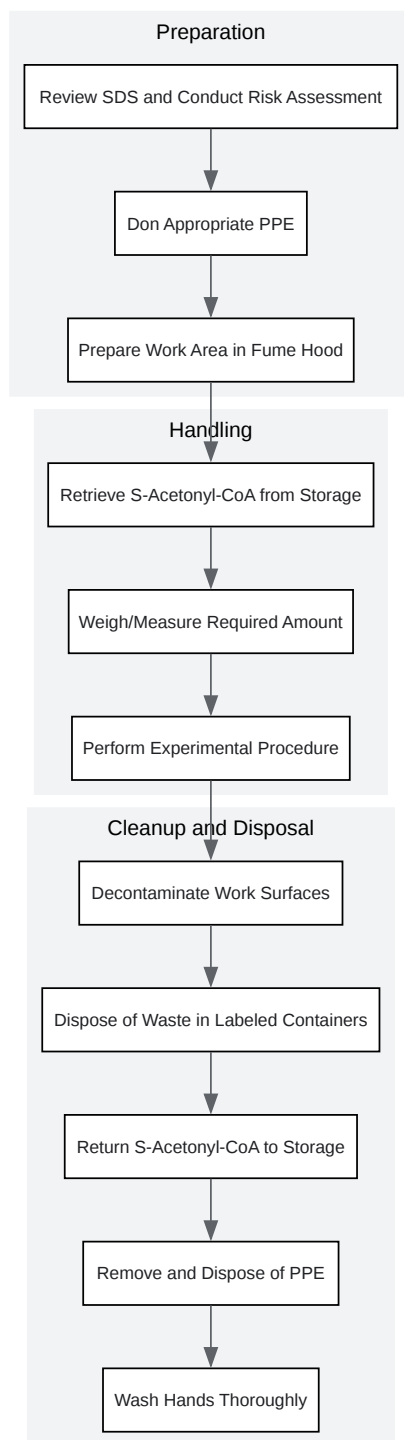 Preparation
Review SDS and Conduct Risk Assessment
Don Appropriate PPE
Prepare Work Area in Fume Hood
Handling
Retrieve S-Acetonyl-CoA from Storage
Weigh/Measure Required Amount
Perform Experimental Procedure
Cleanup and Disposal
Decontaminate Work Surfaces
Dispose of Waste in Labeled Containers
Return S-Acetonyl-CoA to Storage
Remove and Dispose of PPE
Wash Hands Thoroughly